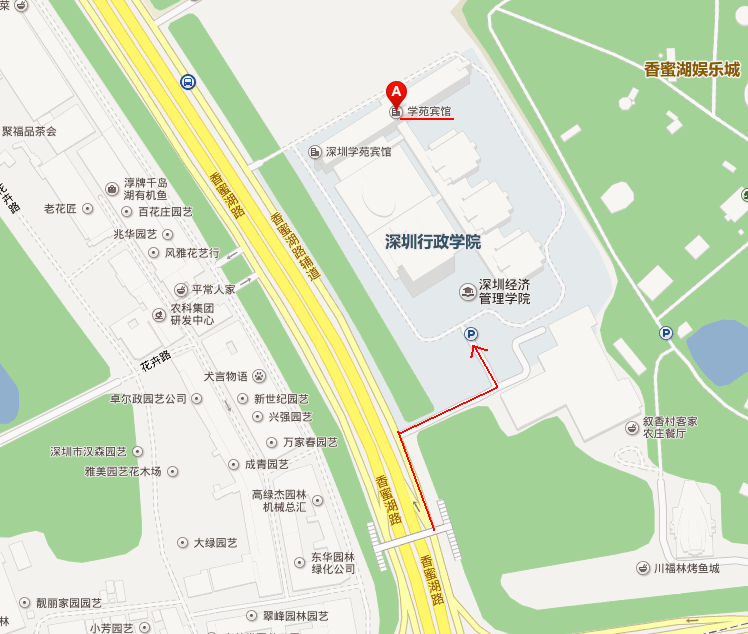 菜
香蜜湖娱乐城
A
学苑宾馆
聚福品茶会
深圳学苑宾馆
淳牌千岛
湖有机鱼
香蜜湖路
花卉路
老花匠
百花庄园艺
香蜜湖路辅道
兆华园艺
深圳行政学院
风雅花艺行
深圳经济
管理学院
平常人家
农科集团
研发中心
P
P
花卉路
犬言物语
卓尔政园艺公司
新世纪园艺
兴强园艺
叙香村客家
农庄餐厅
万家春园艺
深圳市汉森园艺
成青园艺
雅美园艺花木场
香蜜湖路
高绿杰园林
机械总汇
大绿园艺
东华园林
绿化公司
香蜜湖路
川福林烤鱼城
靓丽家园园艺
翠峰园林园艺
林
小芳园艺